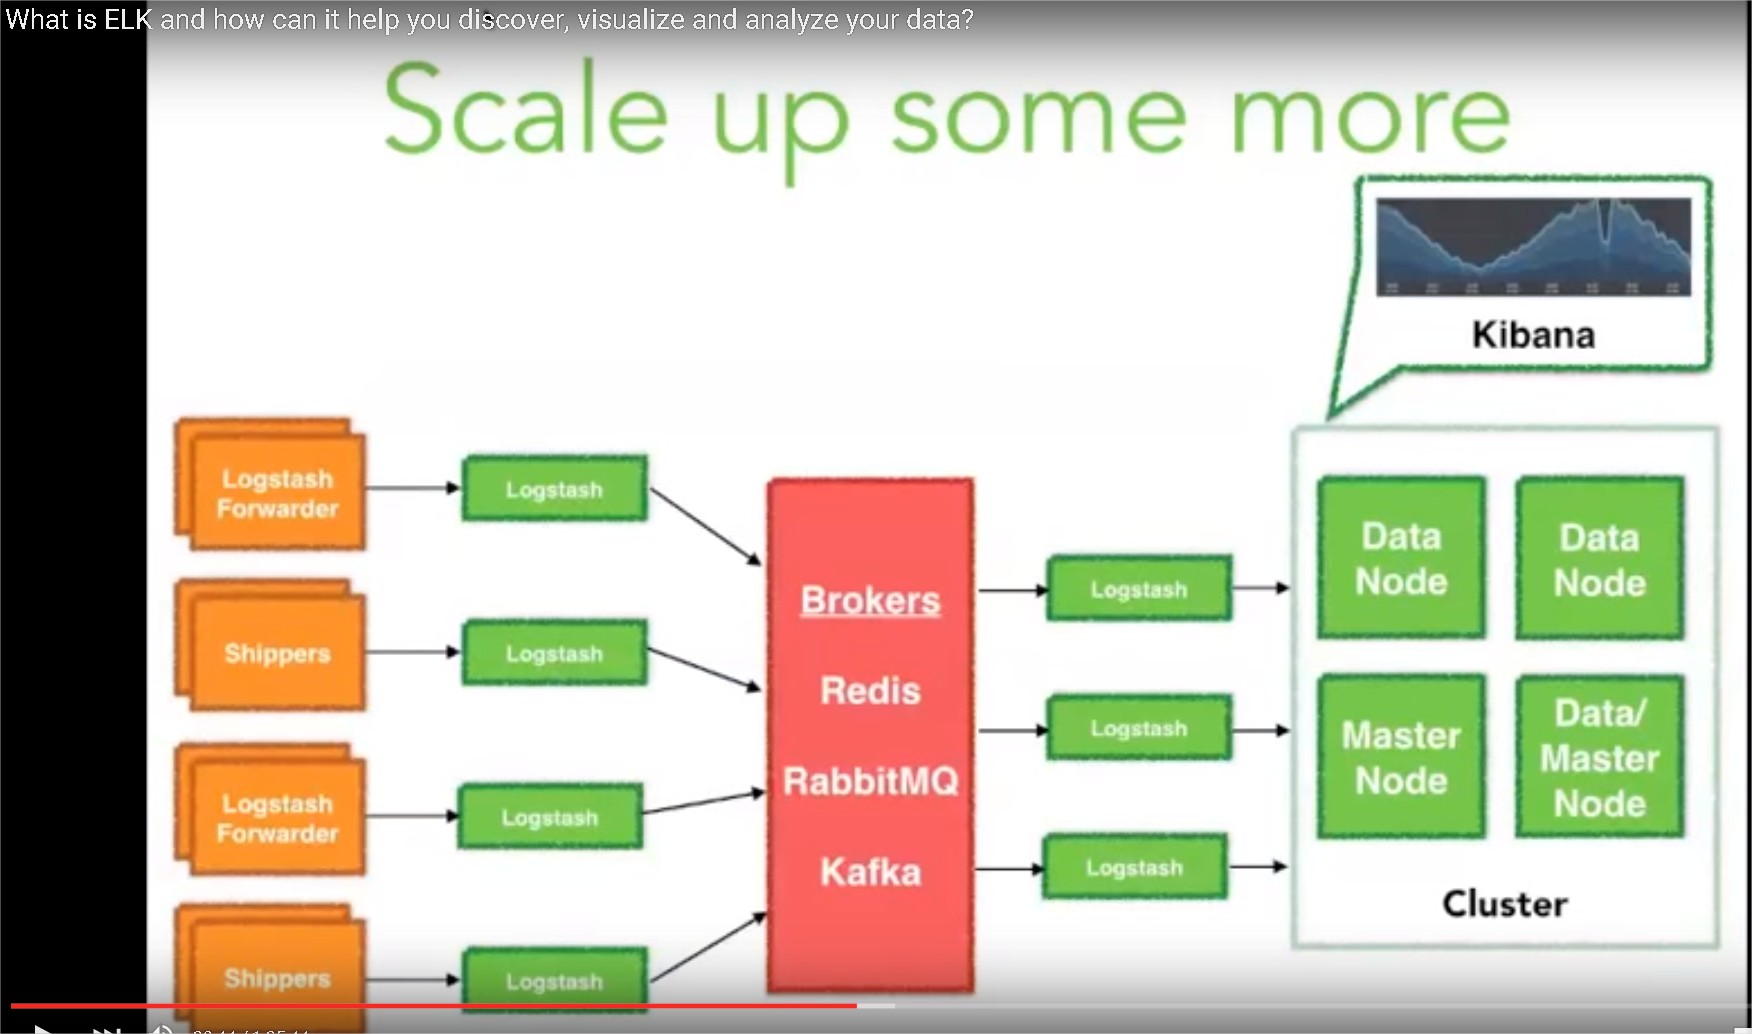 What is ELK and how can it help you discover, visualize and analyze your data?
Scale up some more
Kibana
Logstash
Forwarder
Logstash
Shippers
Logstash
Logstash
Forwarder
Logstash
Shippers
Logstash
Brokers
Redis
RabbitMQ
Kafka
Logstash
Logstash
Logstash
Data
Node
Data
Node
Master
Node
Data/
Master
Node
Cluster